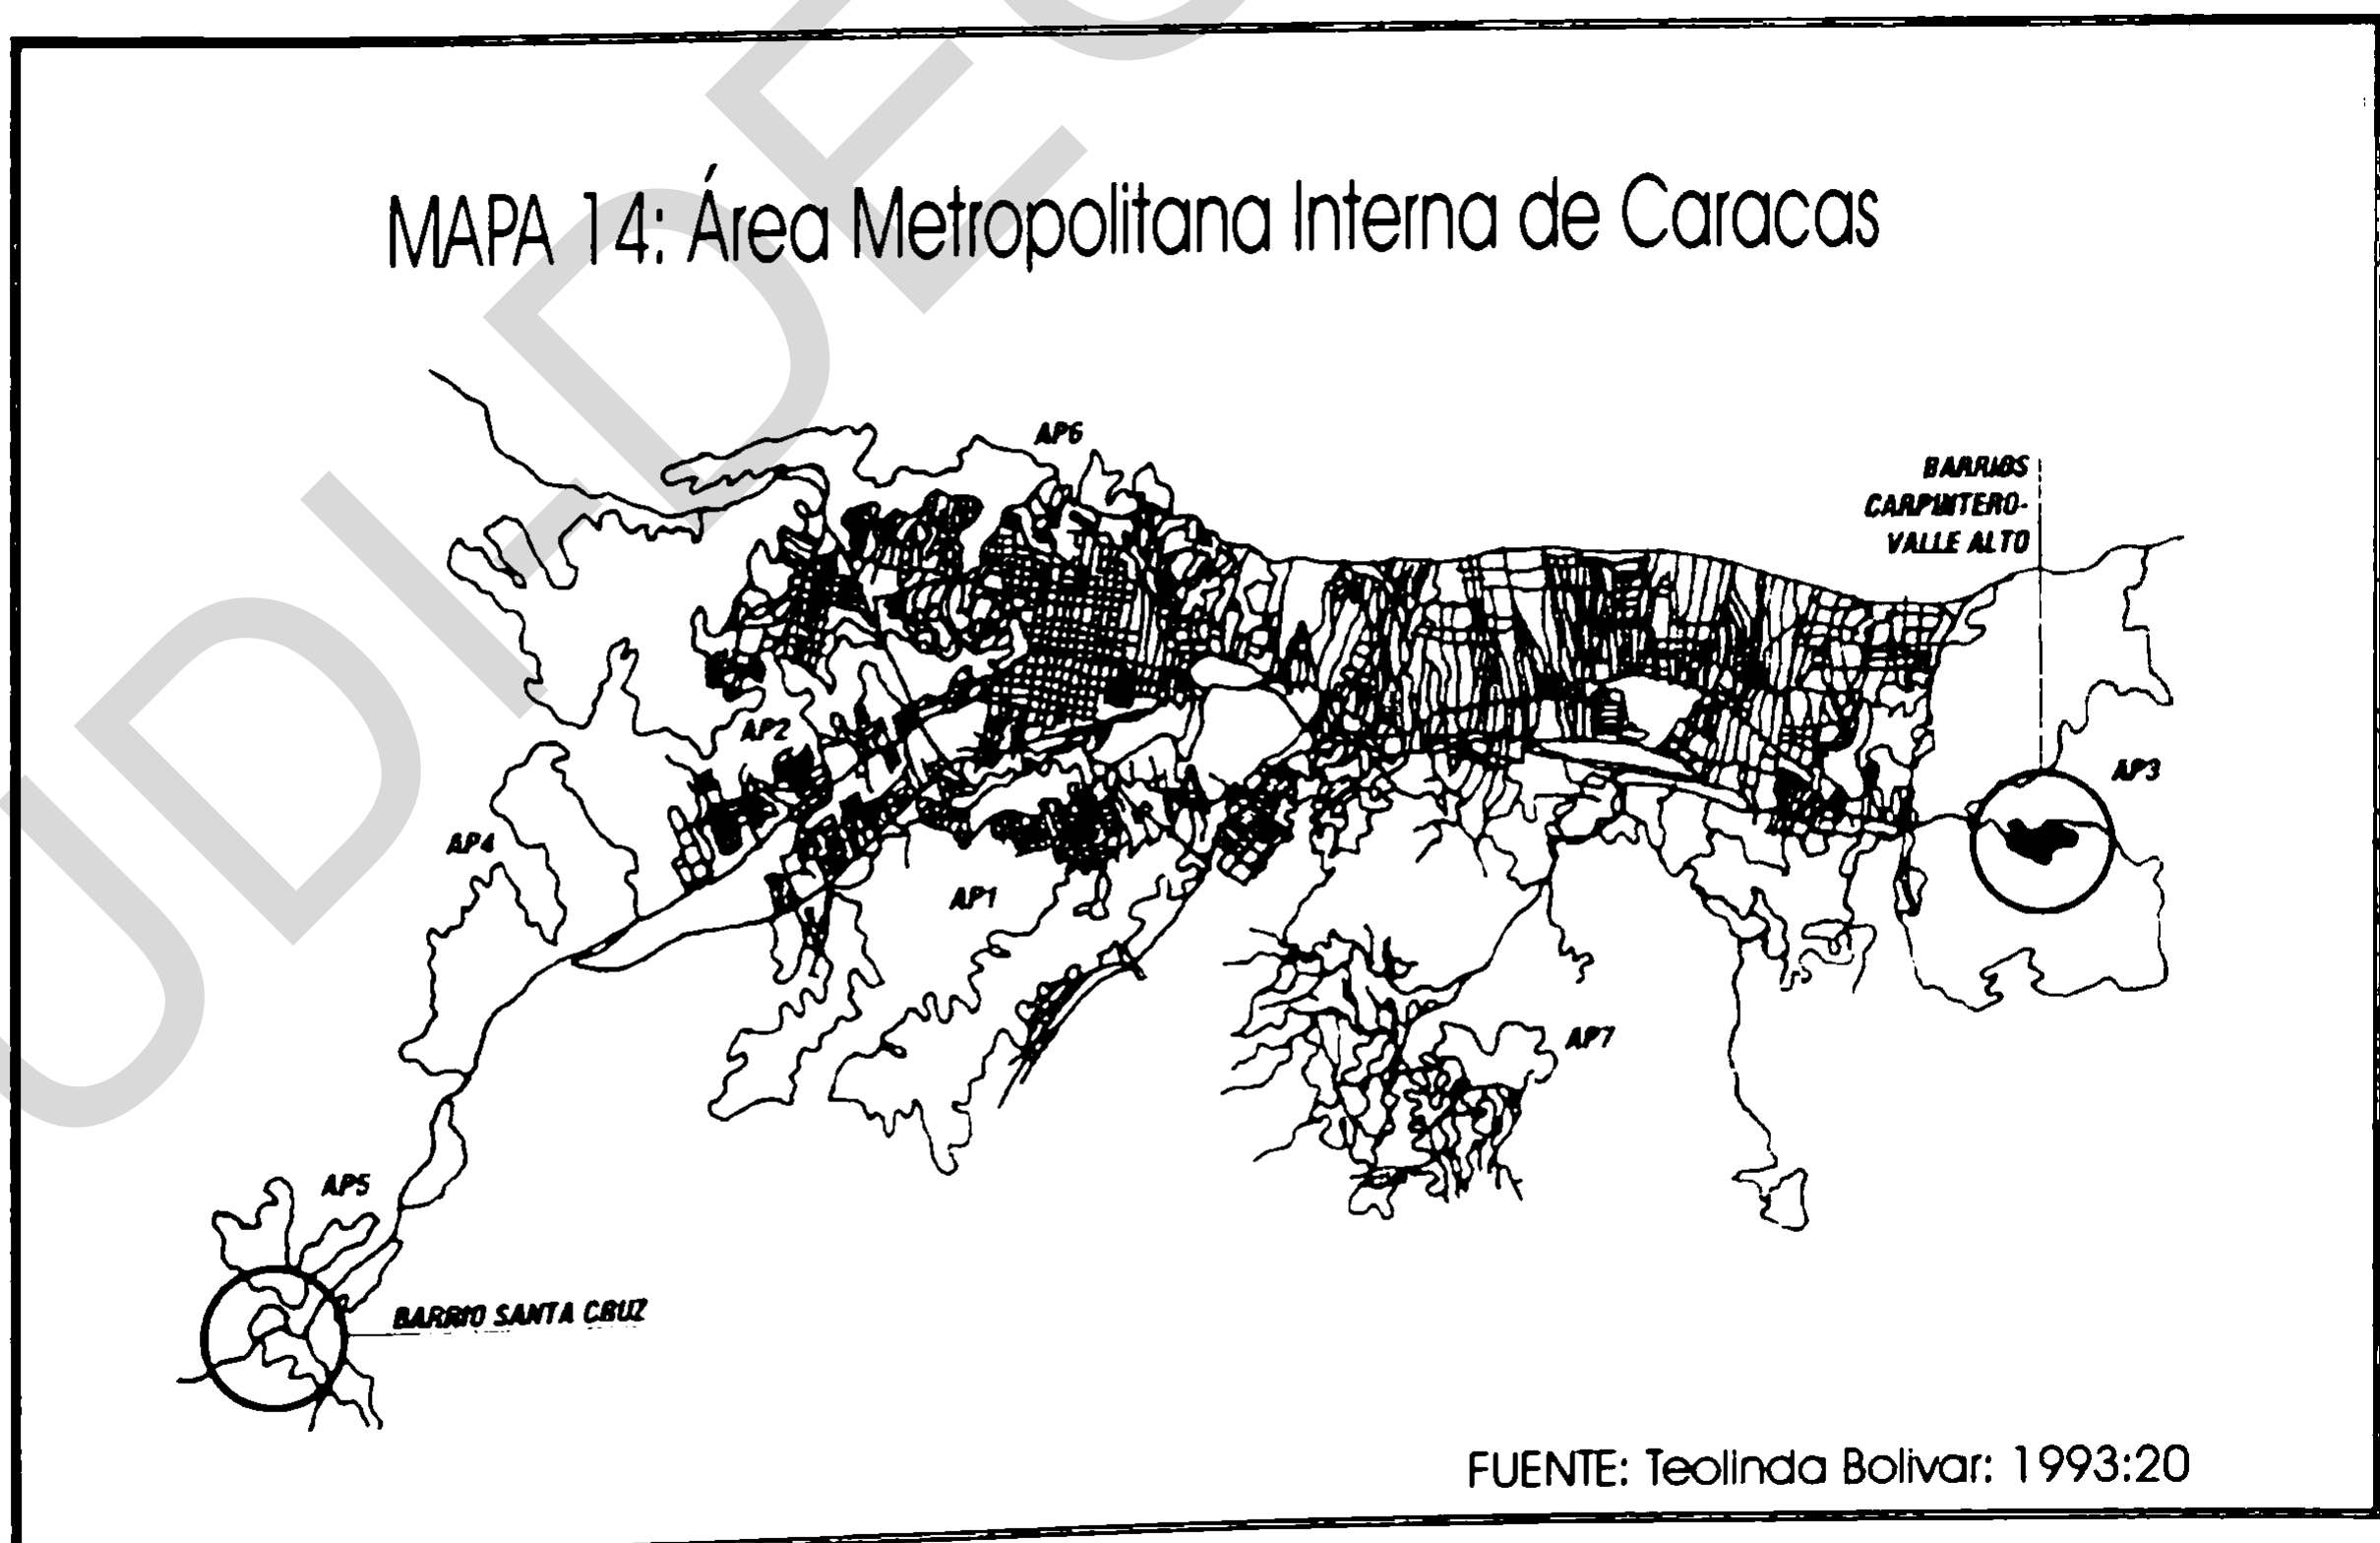 MAPA 14: Área Metropolitana Interna de Caracas
AP6
BARRIOS
CARPINTERO-
VALLE ALTO
AP2
AP3
AP4
AP1
AP7
AP5
BARRIO SANTA CRUZ
FUENTE: Teolinda Bolivar: 1993:20